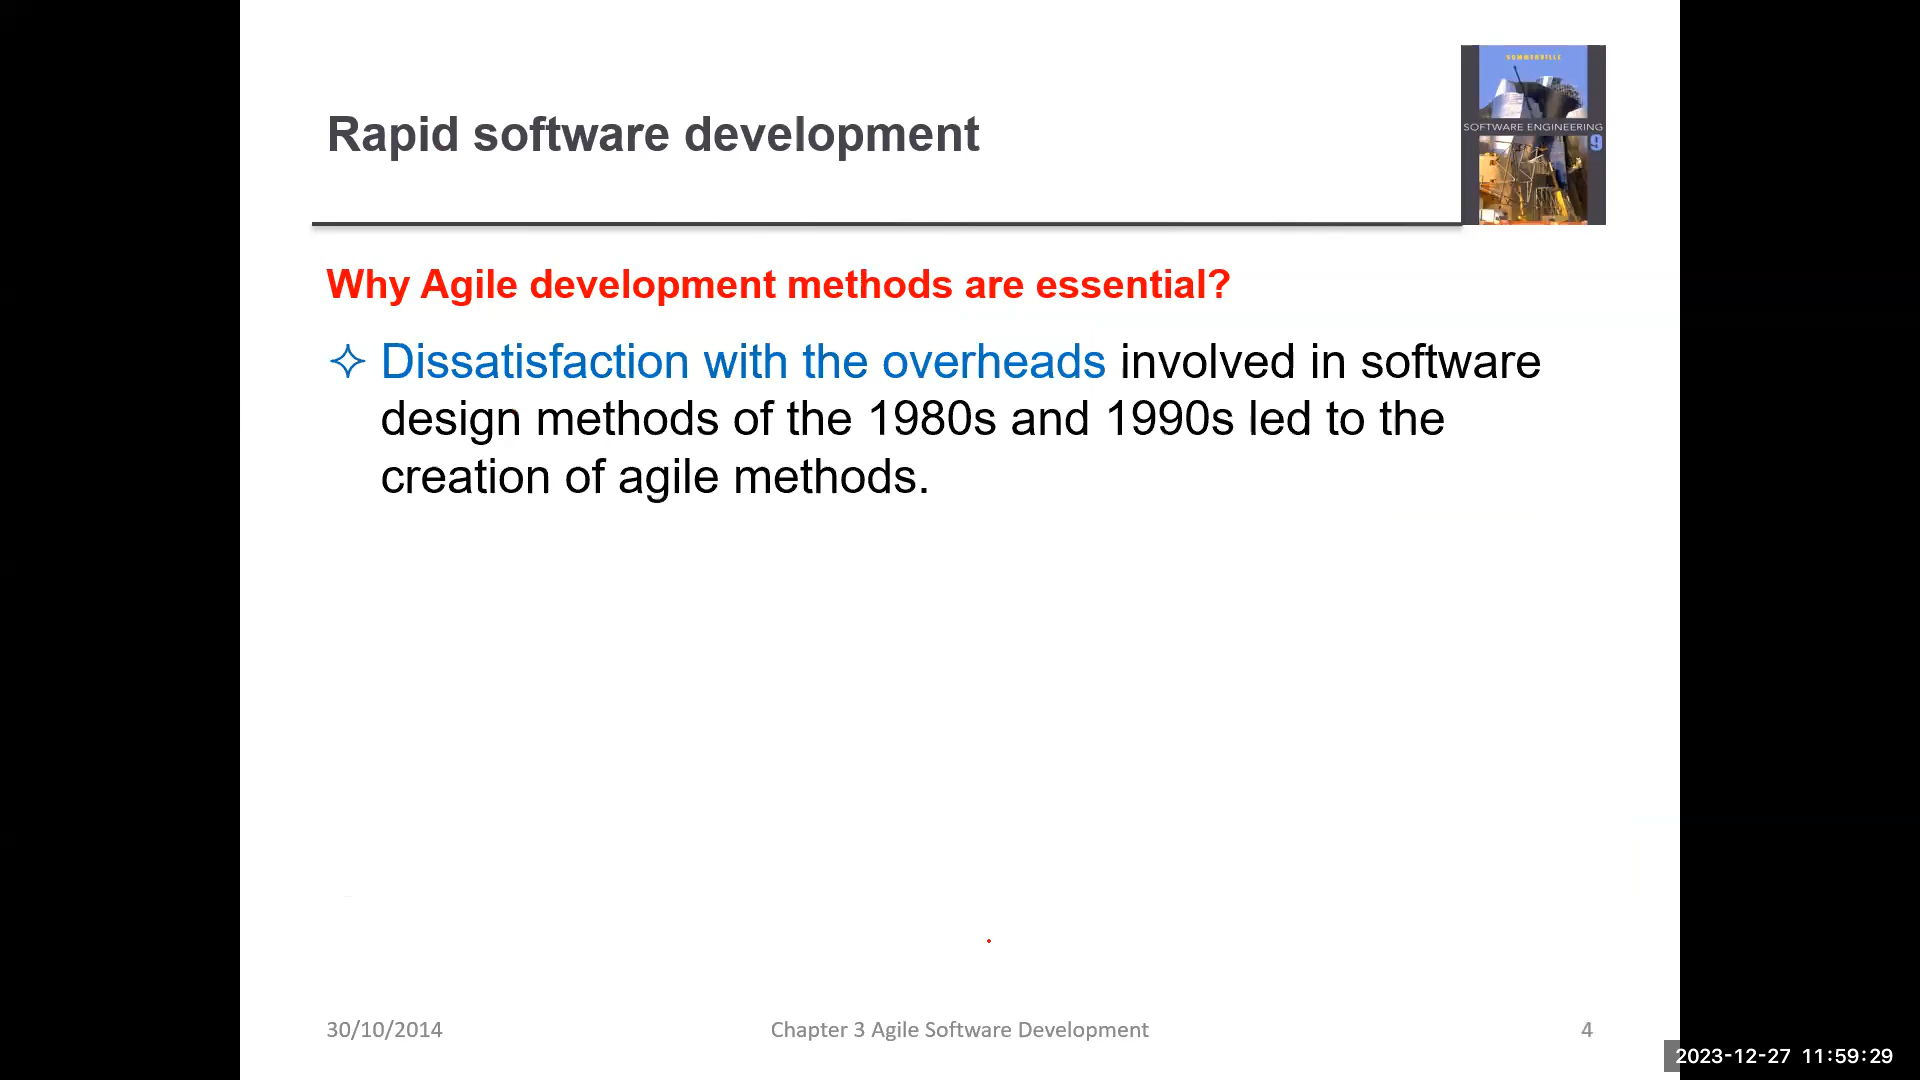 SOMMERVILLE
Rapid software development
SOFTWARE ENGINEERING
9
Why Agile development methods are essential?
✧ Dissatisfaction with the overheads involved in software
design methods of the 1980s and 1990s led to the
creation of agile methods.
30/10/2014
Chapter 3 Agile Software Development
4
2023-12-27 11:59:29